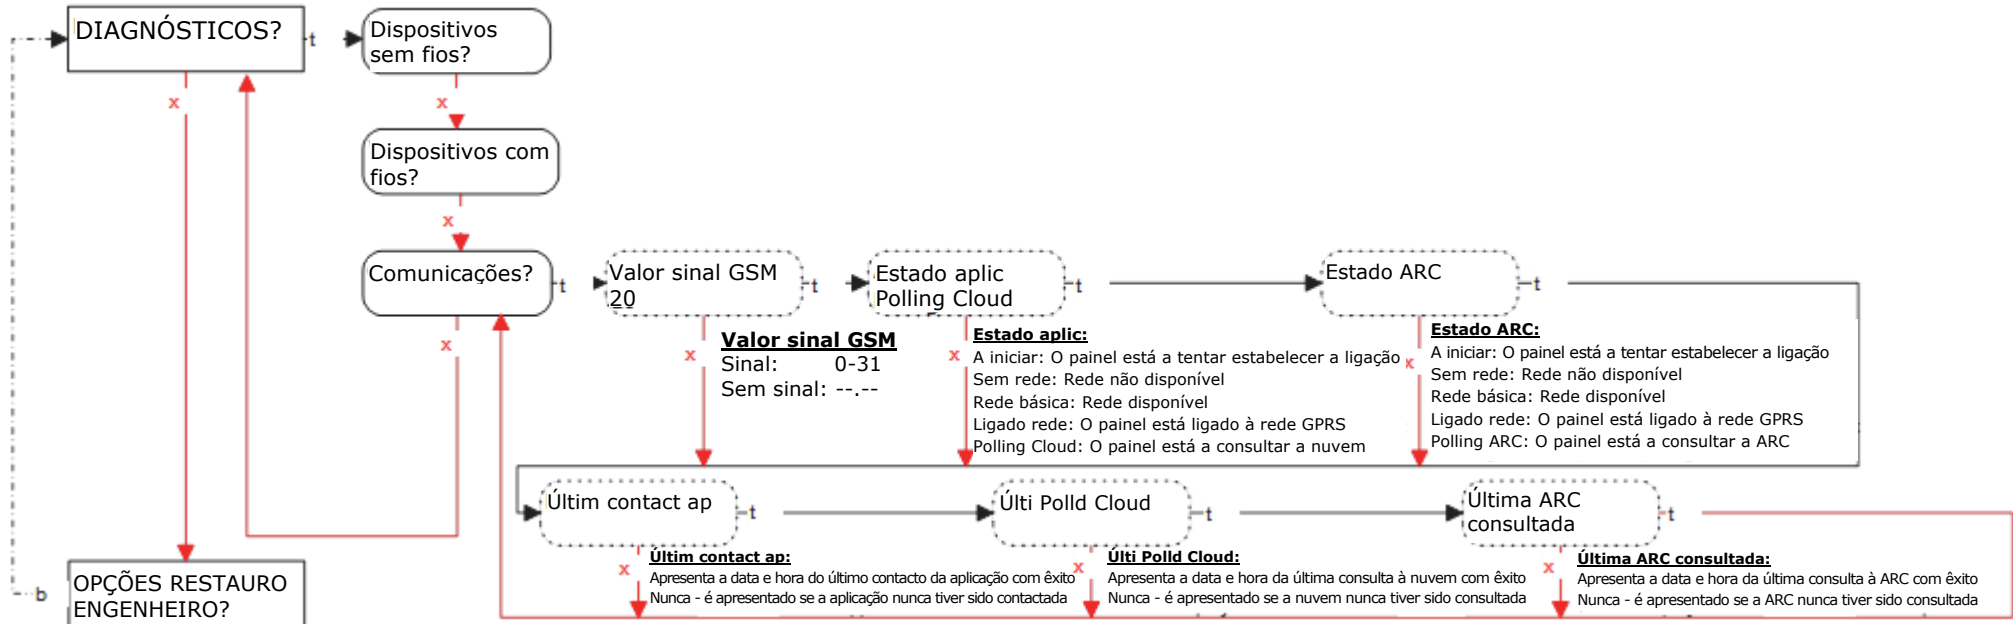 DIAGNÓSTICOS?
t
Dispositivos
sem fios?
x
x
Dispositivos com
fios?
x
Comunicações?
t
Valor sinal GSM
20
t
Estado aplic
Polling Cloud
t
Estado ARC
t
x
x
Valor sinal GSM
Sinal: 0-31
Sem sinal: --.--
x
Estado aplic:
A iniciar: O painel está a tentar estabelecer a ligação
Sem rede: Rede não disponível
Rede básica: Rede disponível
Ligado rede: O painel está ligado à rede GPRS
Polling Cloud: O painel está a consultar a nuvem
x
Estado ARC:
A iniciar: O painel está a tentar estabelecer a ligação
Sem rede: Rede não disponível
Rede básica: Rede disponível
Ligado rede: O painel está ligado à rede GPRS
Polling ARC: O painel está a consultar a ARC
Últim contact ap
t
Últi Polld Cloud
t
Última ARC
consultada
t
x
Últim contact ap:
Apresenta a data e hora do último contacto da aplicação com êxito
Nunca - é apresentado se a aplicação nunca tiver sido contactada
x
Últi Polld Cloud:
Apresenta a data e hora da última consulta à nuvem com êxito
Nunca - é apresentado se a nuvem nunca tiver sido consultada
x
Última ARC consultada:
Apresenta a data e hora da última consulta à ARC com êxito
Nunca - é apresentado se a ARC nunca tiver sido consultada
b
OPÇÕES RESTAURO
ENGENHEIRO?